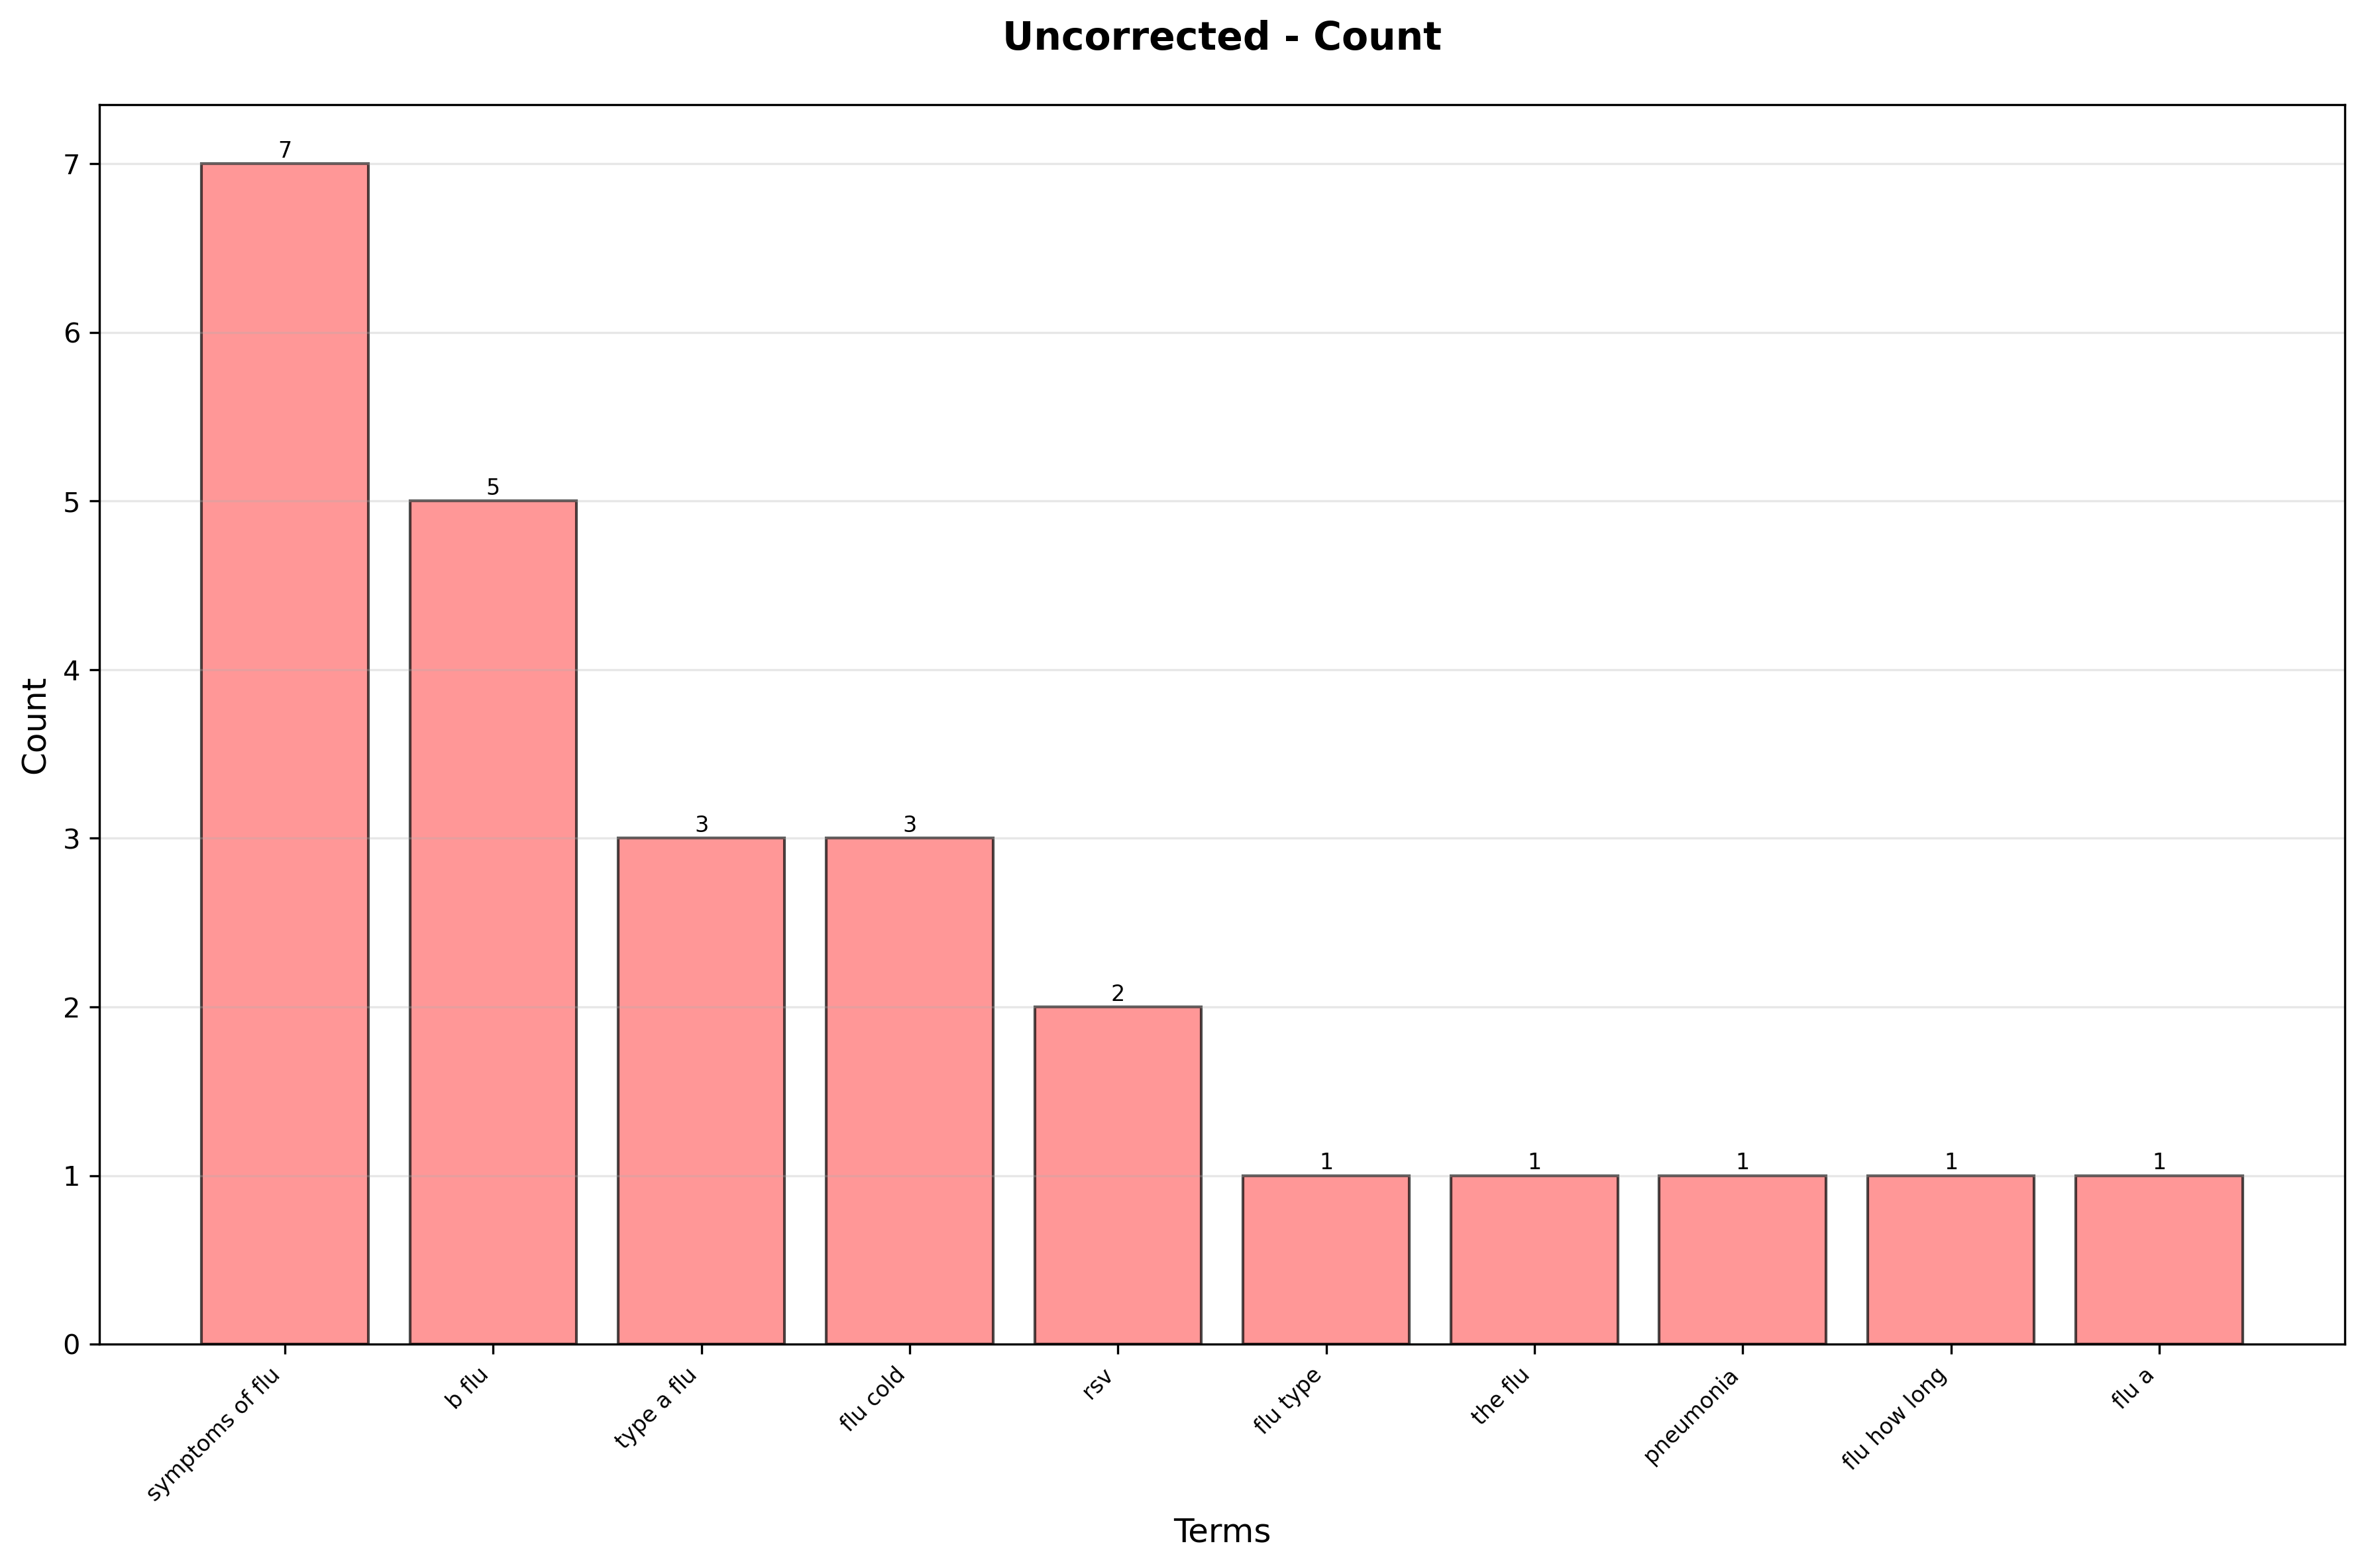 Uncorrected - Count
Count
7
6
5
4
3
2
1
0
7
5
3
3
2
1
1
1
1
1
symptoms of flu
b flu
type a flu
flu cold
rsv
flu type
the flu
pneumonia
flu how long
flu a
Terms